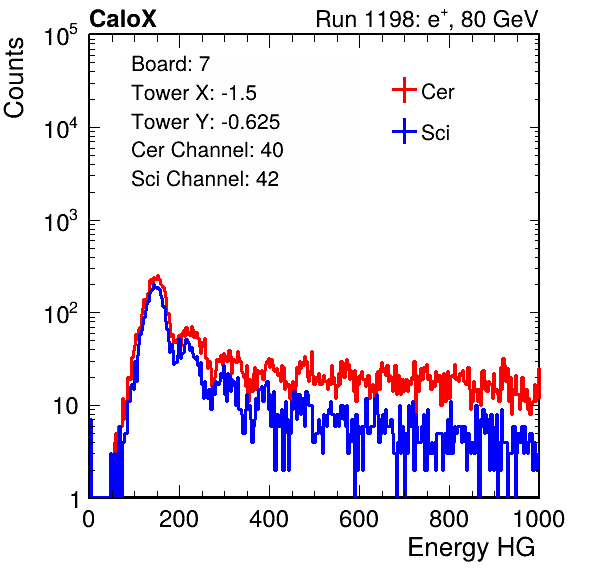 CaloX Run 1198: e⁺, 80 GeV
Counts
10⁵
10⁴
10³
10²
10
1
Board: 7
Tower X: -1.5
Tower Y: -0.625
Cer Channel: 40
Sci Channel: 42
Cer
Sci
0 200 400 600 800 1000
Energy HG